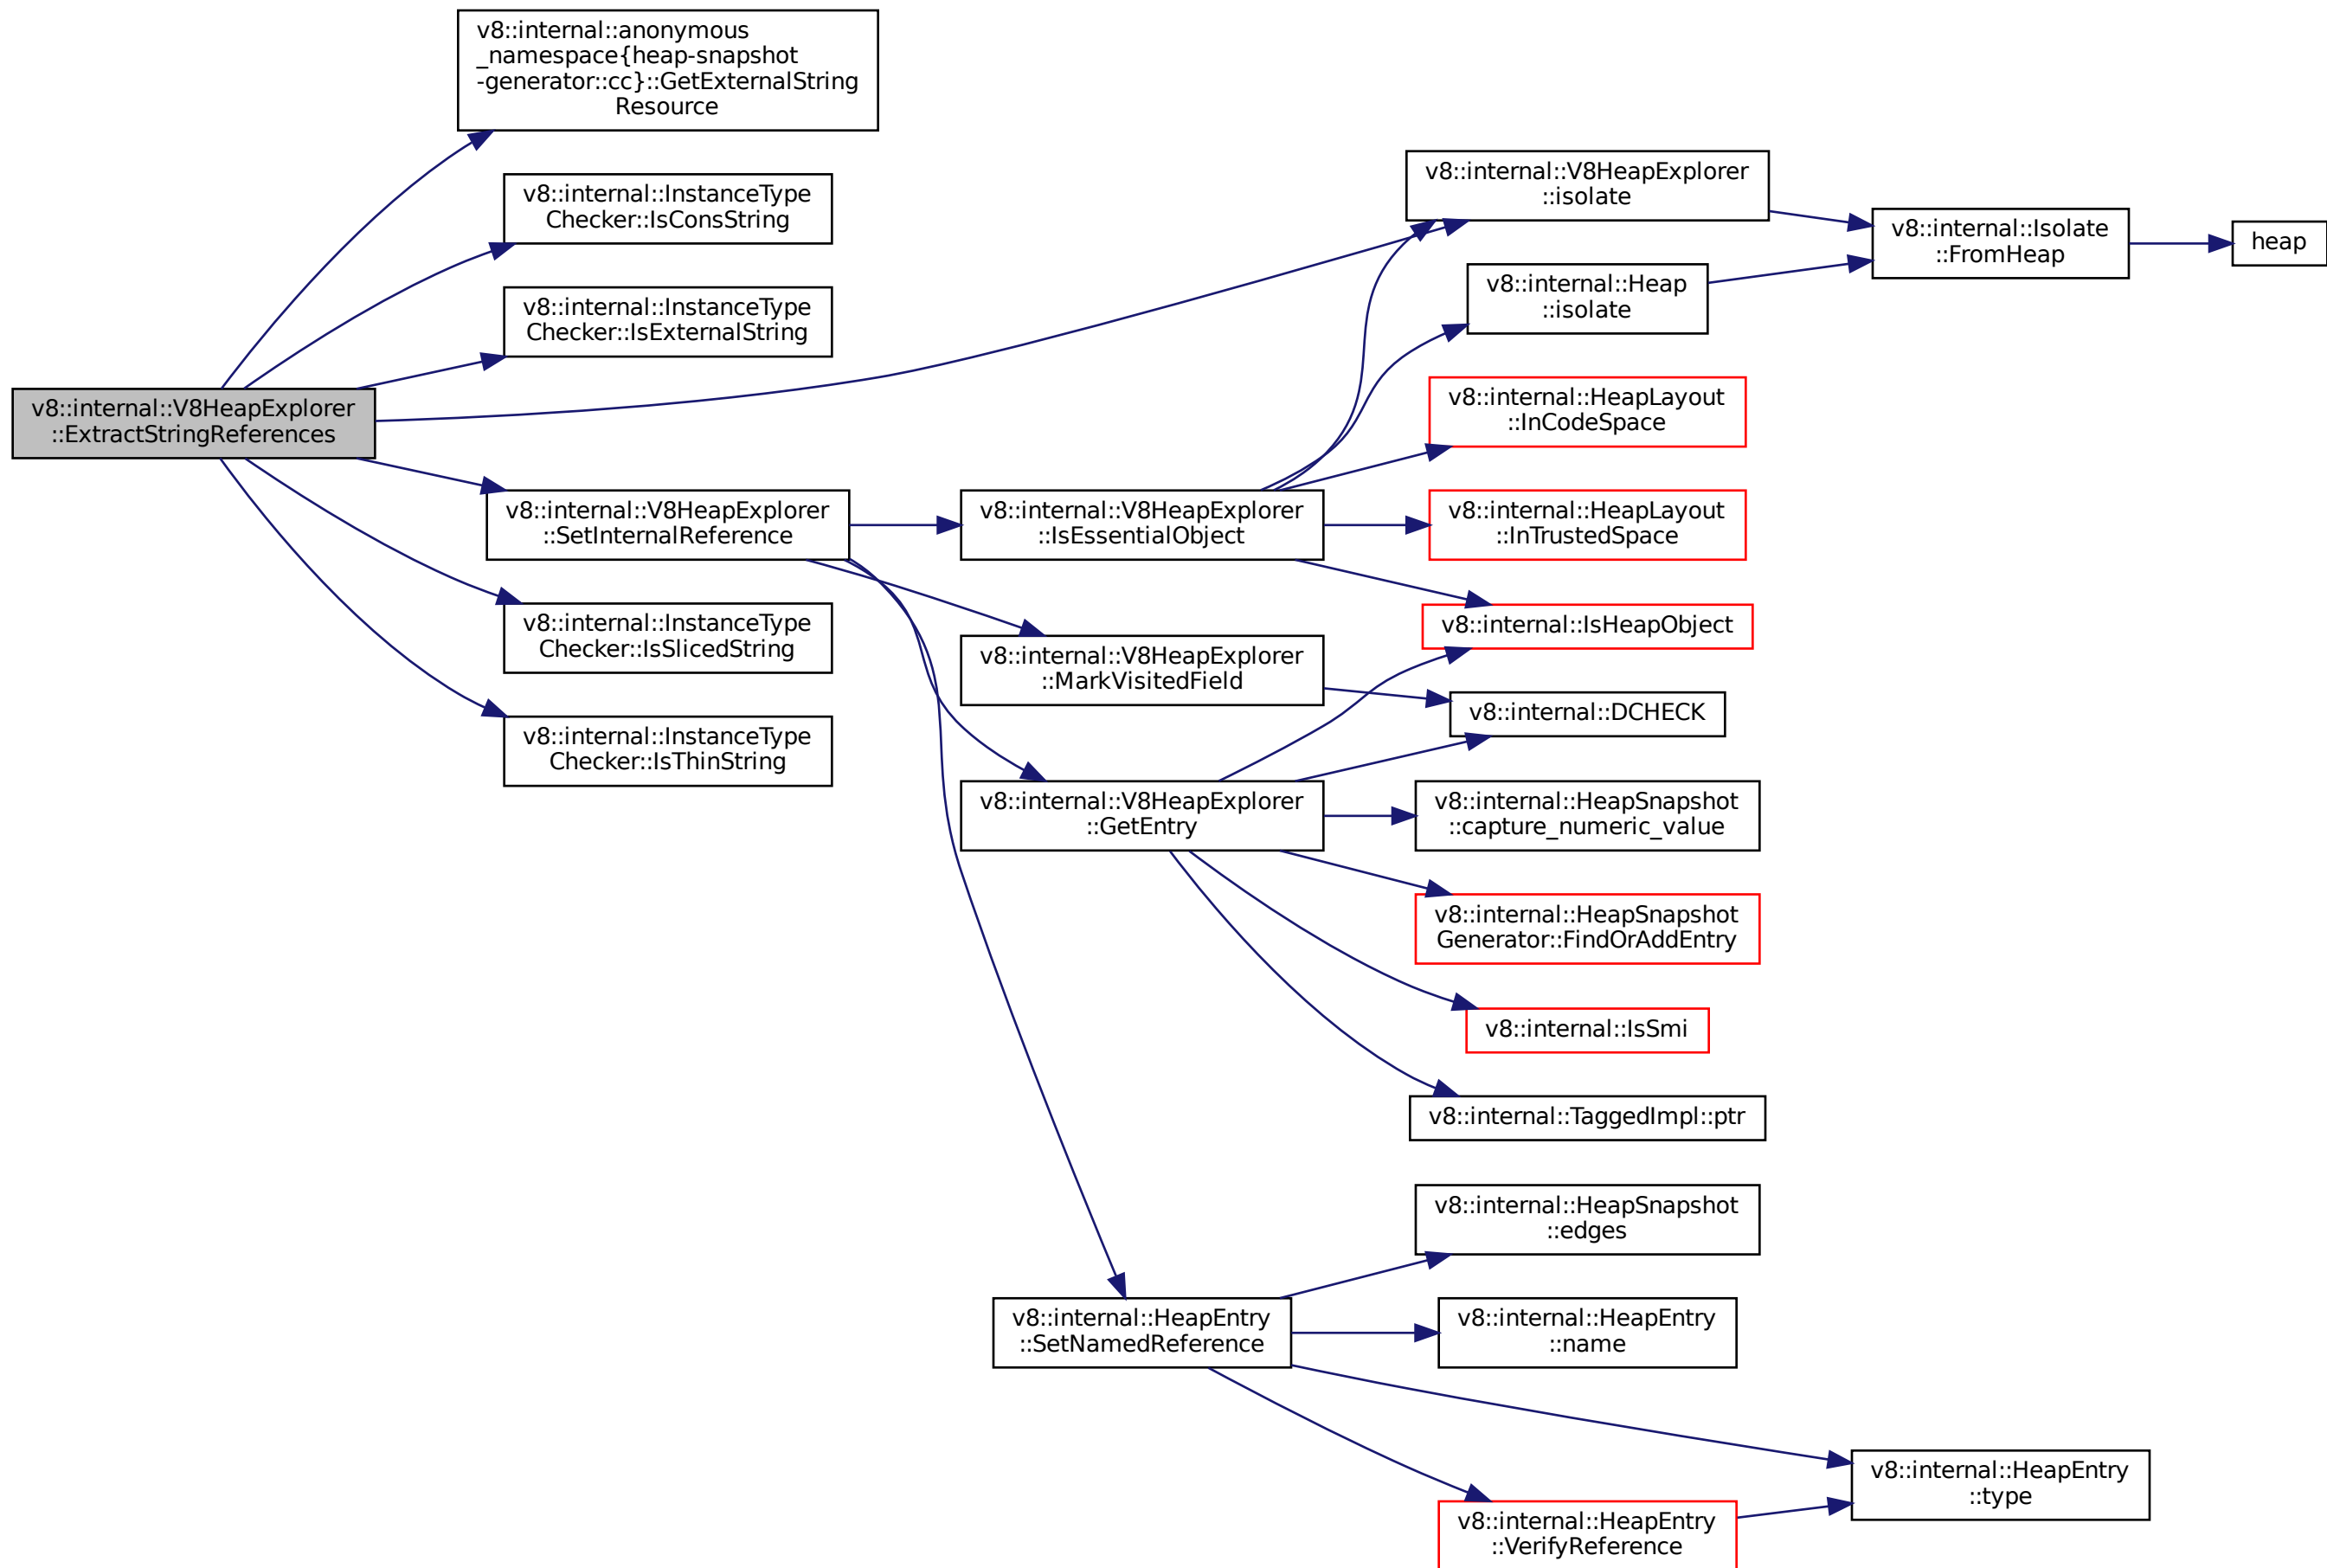 v8::internal::anonymous
_namespace{heap-snapshot
-generator::cc}::GetExternalString
Resource
v8::internal::InstanceType
Checker::IsConsString
v8::internal::InstanceType
Checker::IsExternalString
v8::internal::V8HeapExplorer
::ExtractStringReferences
v8::internal::V8HeapExplorer
::SetInternalReference
v8::internal::InstanceType
Checker::IsSlicedString
v8::internal::InstanceType
Checker::IsThinString
v8::internal::V8HeapExplorer
::IsEssentialObject
v8::internal::V8HeapExplorer
::MarkVisitedField
v8::internal::V8HeapExplorer
::GetEntry
v8::internal::HeapEntry
::SetNamedReference
v8::internal::V8HeapExplorer
::isolate
v8::internal::Heap
::isolate
v8::internal::HeapLayout
::InCodeSpace
v8::internal::HeapLayout
::InTrustedSpace
v8::internal::IsHeapObject
v8::internal::DCHECK
v8::internal::HeapSnapshot
::capture_numeric_value
v8::internal::HeapSnapshot
Generator::FindOrAddEntry
v8::internal::IsSmi
v8::internal::TaggedImpl::ptr
v8::internal::HeapSnapshot
::edges
v8::internal::HeapEntry
::name
v8::internal::HeapEntry
::VerifyReference
v8::internal::Isolate
::FromHeap
heap
v8::internal::HeapEntry
::type